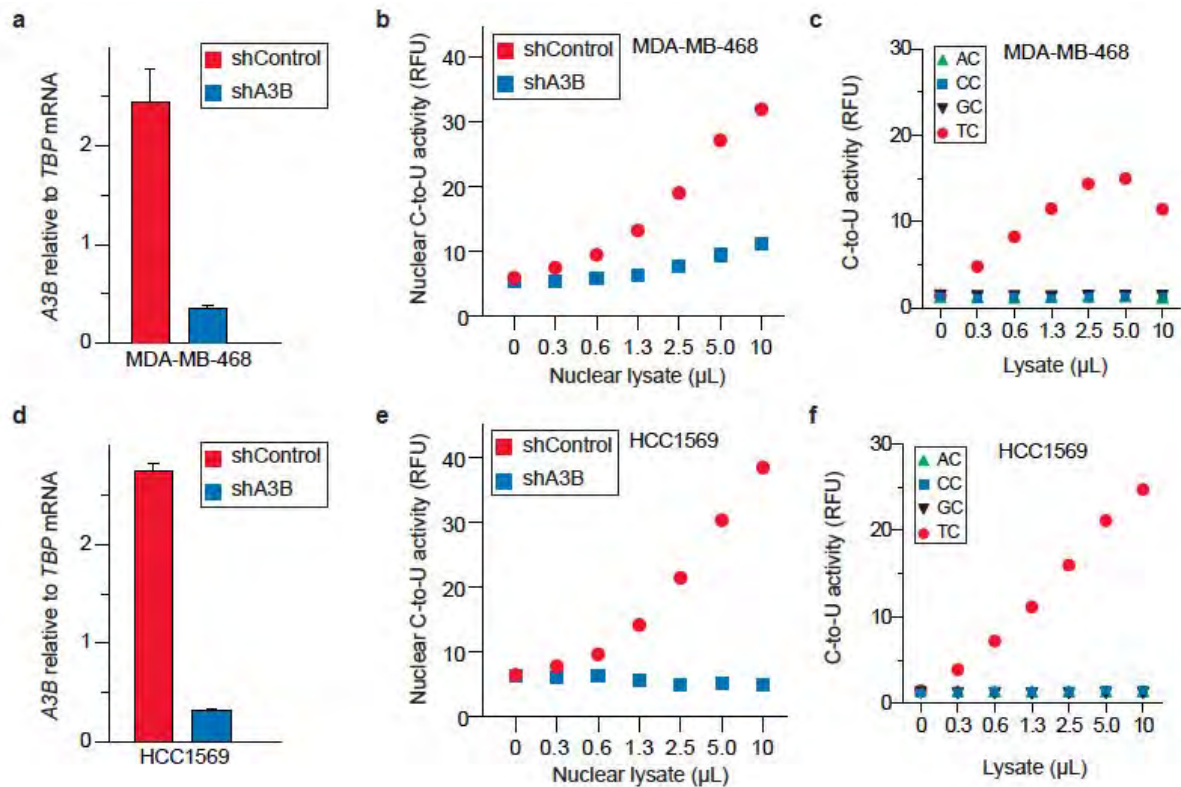 a
A3B relative to TBP mRNA
2
1
0
shControl
shA3B
MDA-MB-468
b
Nuclear C-to-U activity (RFU)
40
30
20
10
0
shControl
shA3B
MDA-MB-468
0 0.3 0.6 1.3 2.5 5.0 10
Nuclear lysate (µL)
c
C-to-U activity (RFU)
30
20
10
0
AC
CC
GC
TC
MDA-MB-468
0 0.3 0.6 1.3 2.5 5.0 10
Lysate (µL)
d
A3B relative to TBP mRNA
2
1
0
shControl
shA3B
HCC1569
e
Nuclear C-to-U activity (RFU)
40
30
20
10
0
shControl
shA3B
HCC1569
0 0.3 0.6 1.3 2.5 5.0 10
Nuclear lysate (µL)
f
C-to-U activity (RFU)
30
20
10
0
AC
CC
GC
TC
HCC1569
0 0.3 0.6 1.3 2.5 5.0 10
Lysate (µL)